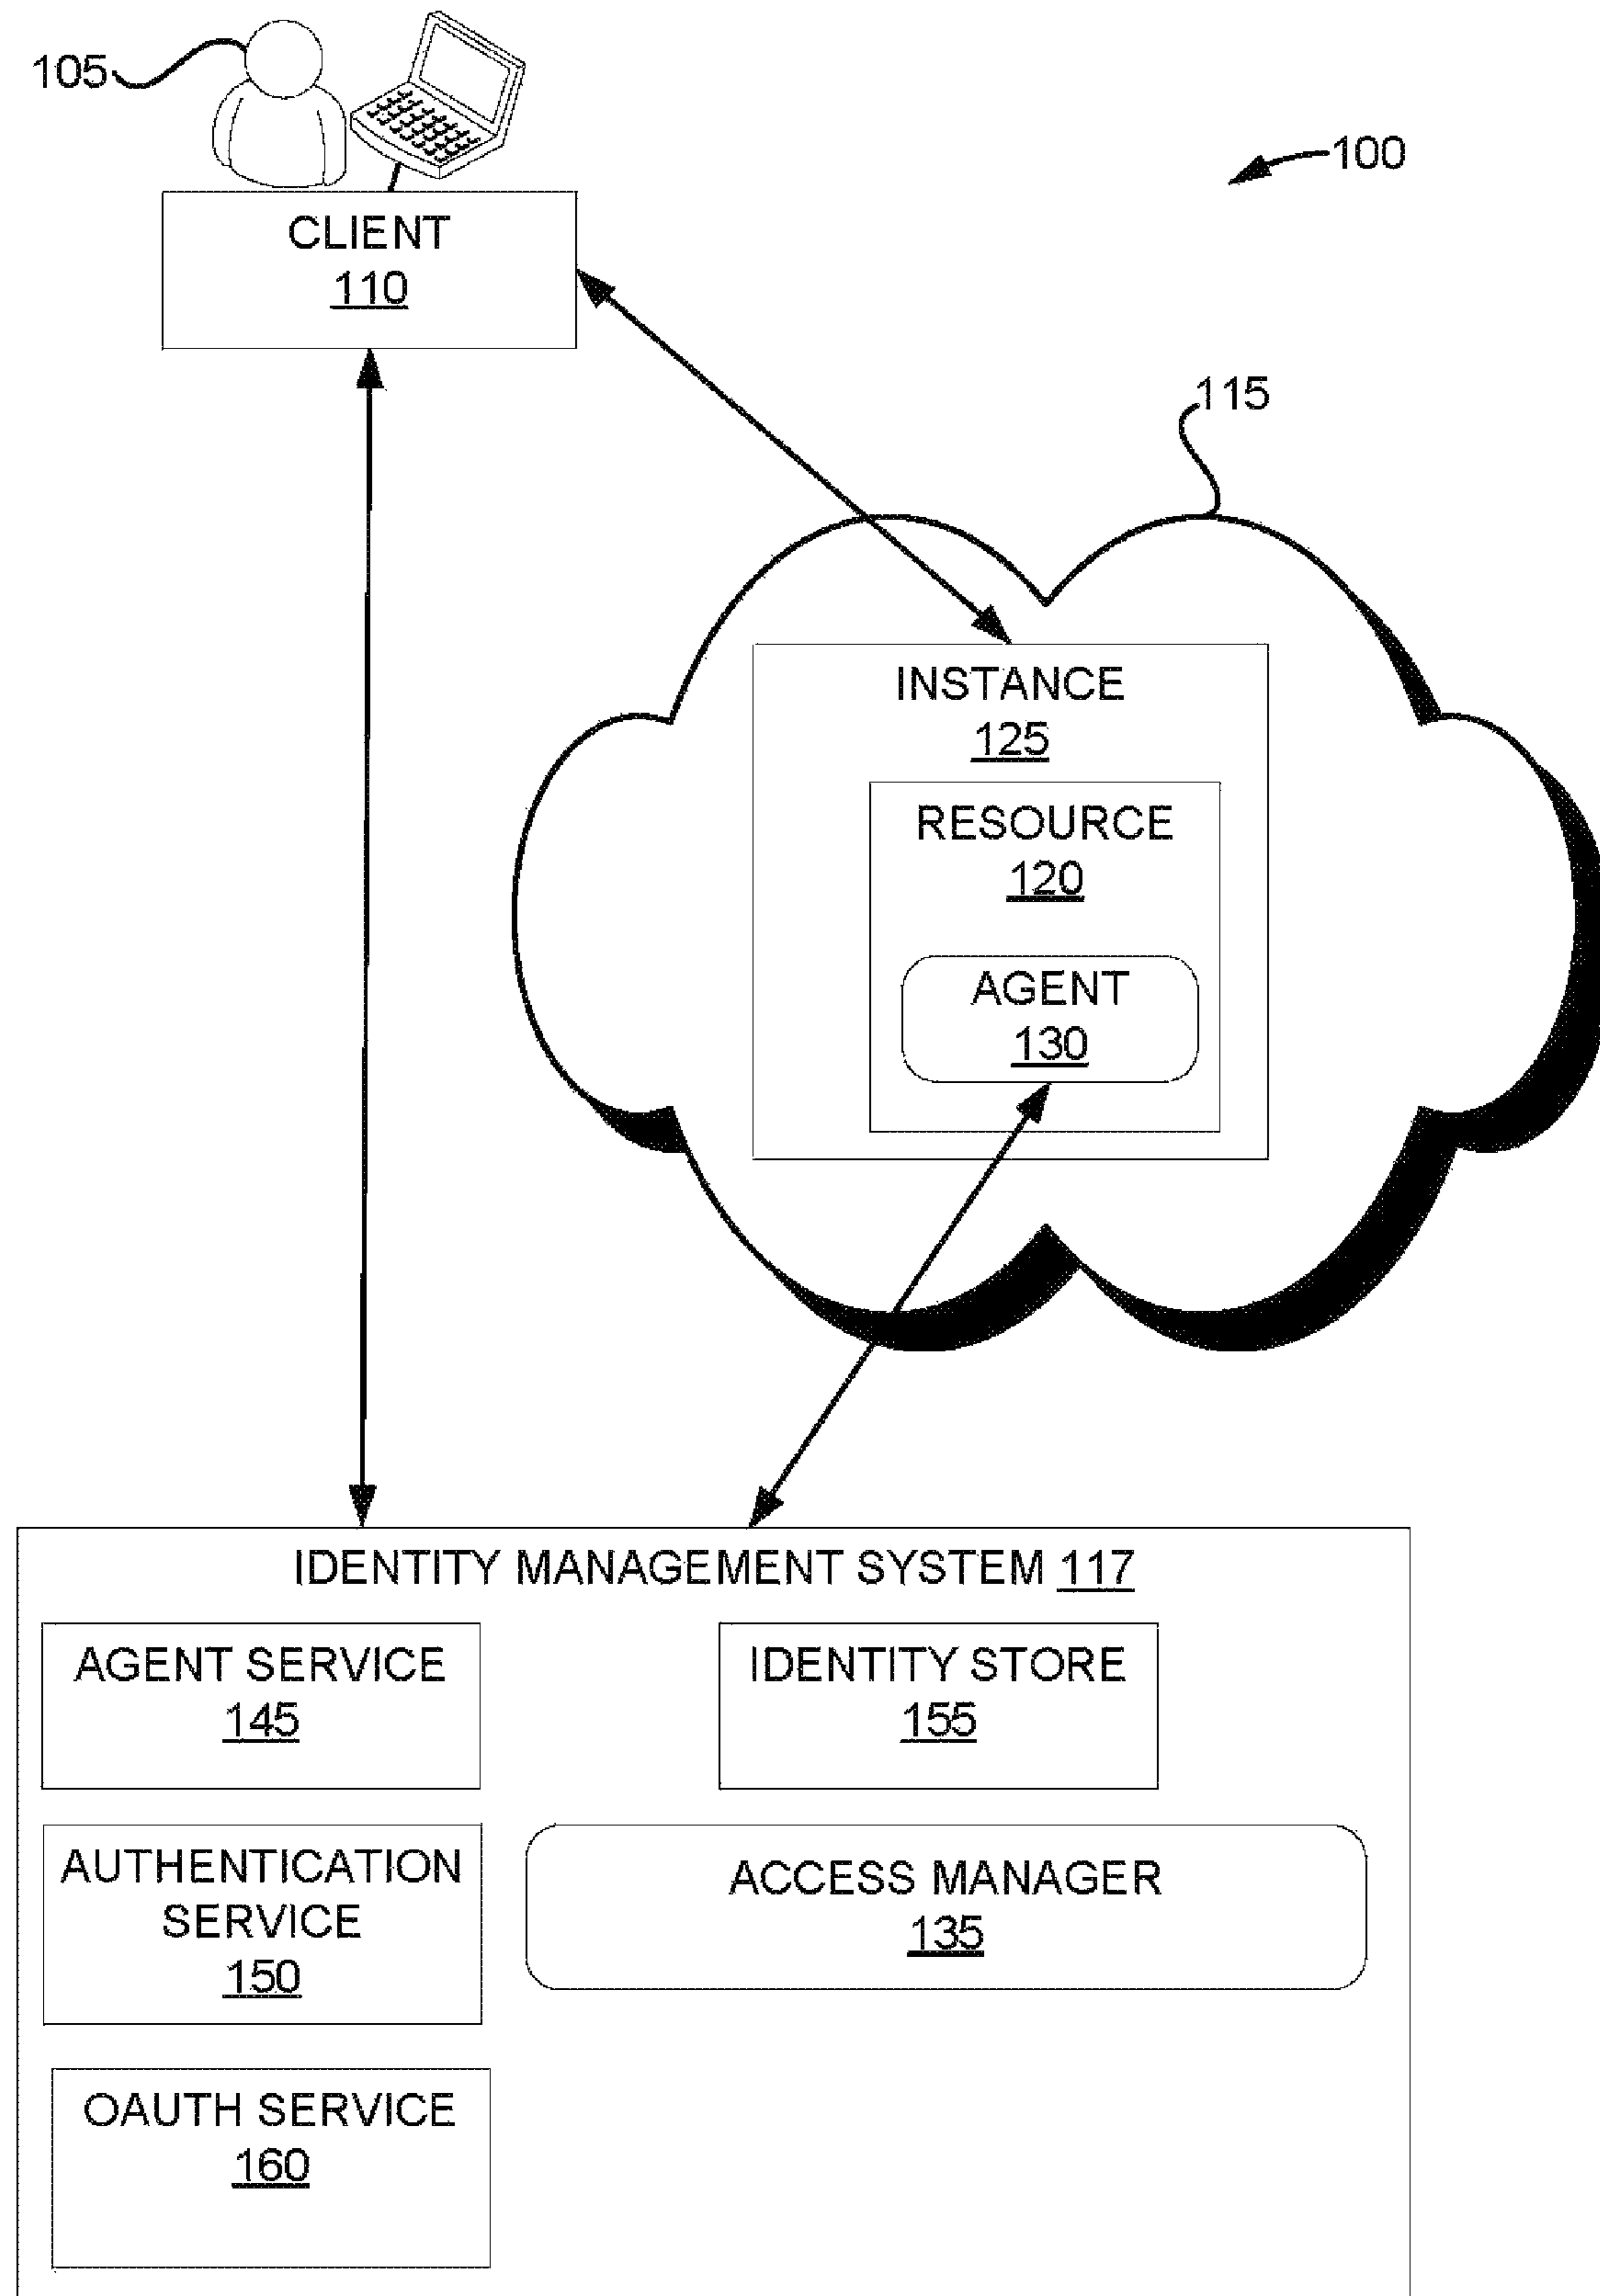 105
100
CLIENT
110
115
INSTANCE
125
RESOURCE
120
AGENT
130
IDENTITY MANAGEMENT SYSTEM 117
AGENT SERVICE
145
IDENTITY STORE
155
AUTHENTICATION
SERVICE
150
ACCESS MANAGER
135
OAUTH SERVICE
160